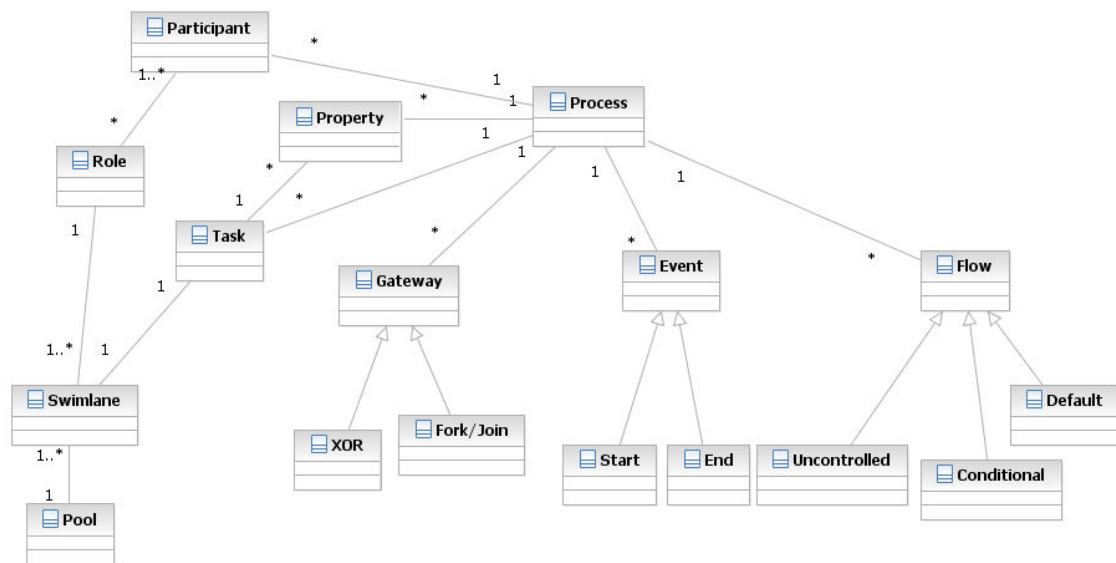 Participant
*
1
1..*
Process
1
*
Property
1
*
1
1
*
Role
*
1
*
1
1
Task
*
*
*
Event
Flow
Gateway
1
1..*
1
Swimlane
Default
Fork/Join
XOR
1..*
Start
End
Uncontrolled
Conditional
1
Pool